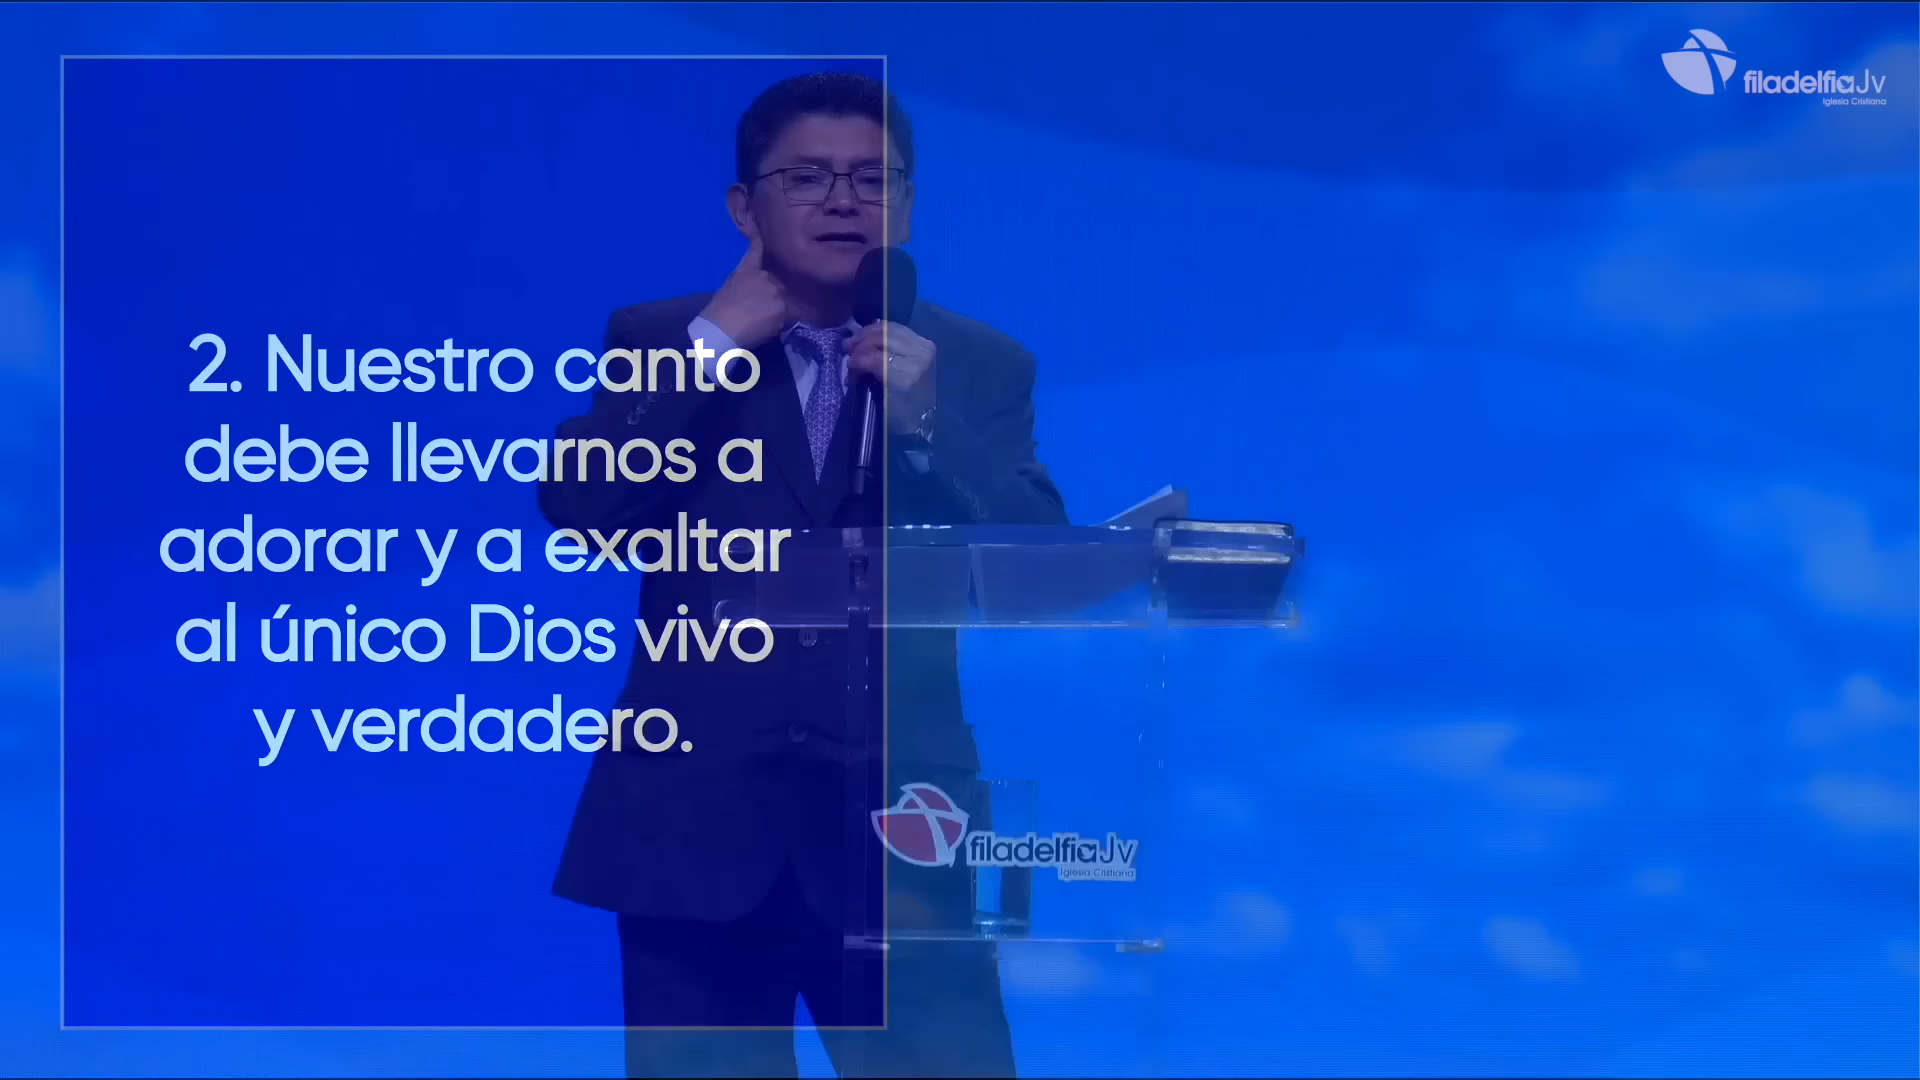 filadelfiaJv
Iglesia Cristiana
2. Nuestro canto
debe llevarnos a
adorar y a exaltar
al único Dios vivo
y verdadero.
filadelfiaJv
Iglesia Cristiana